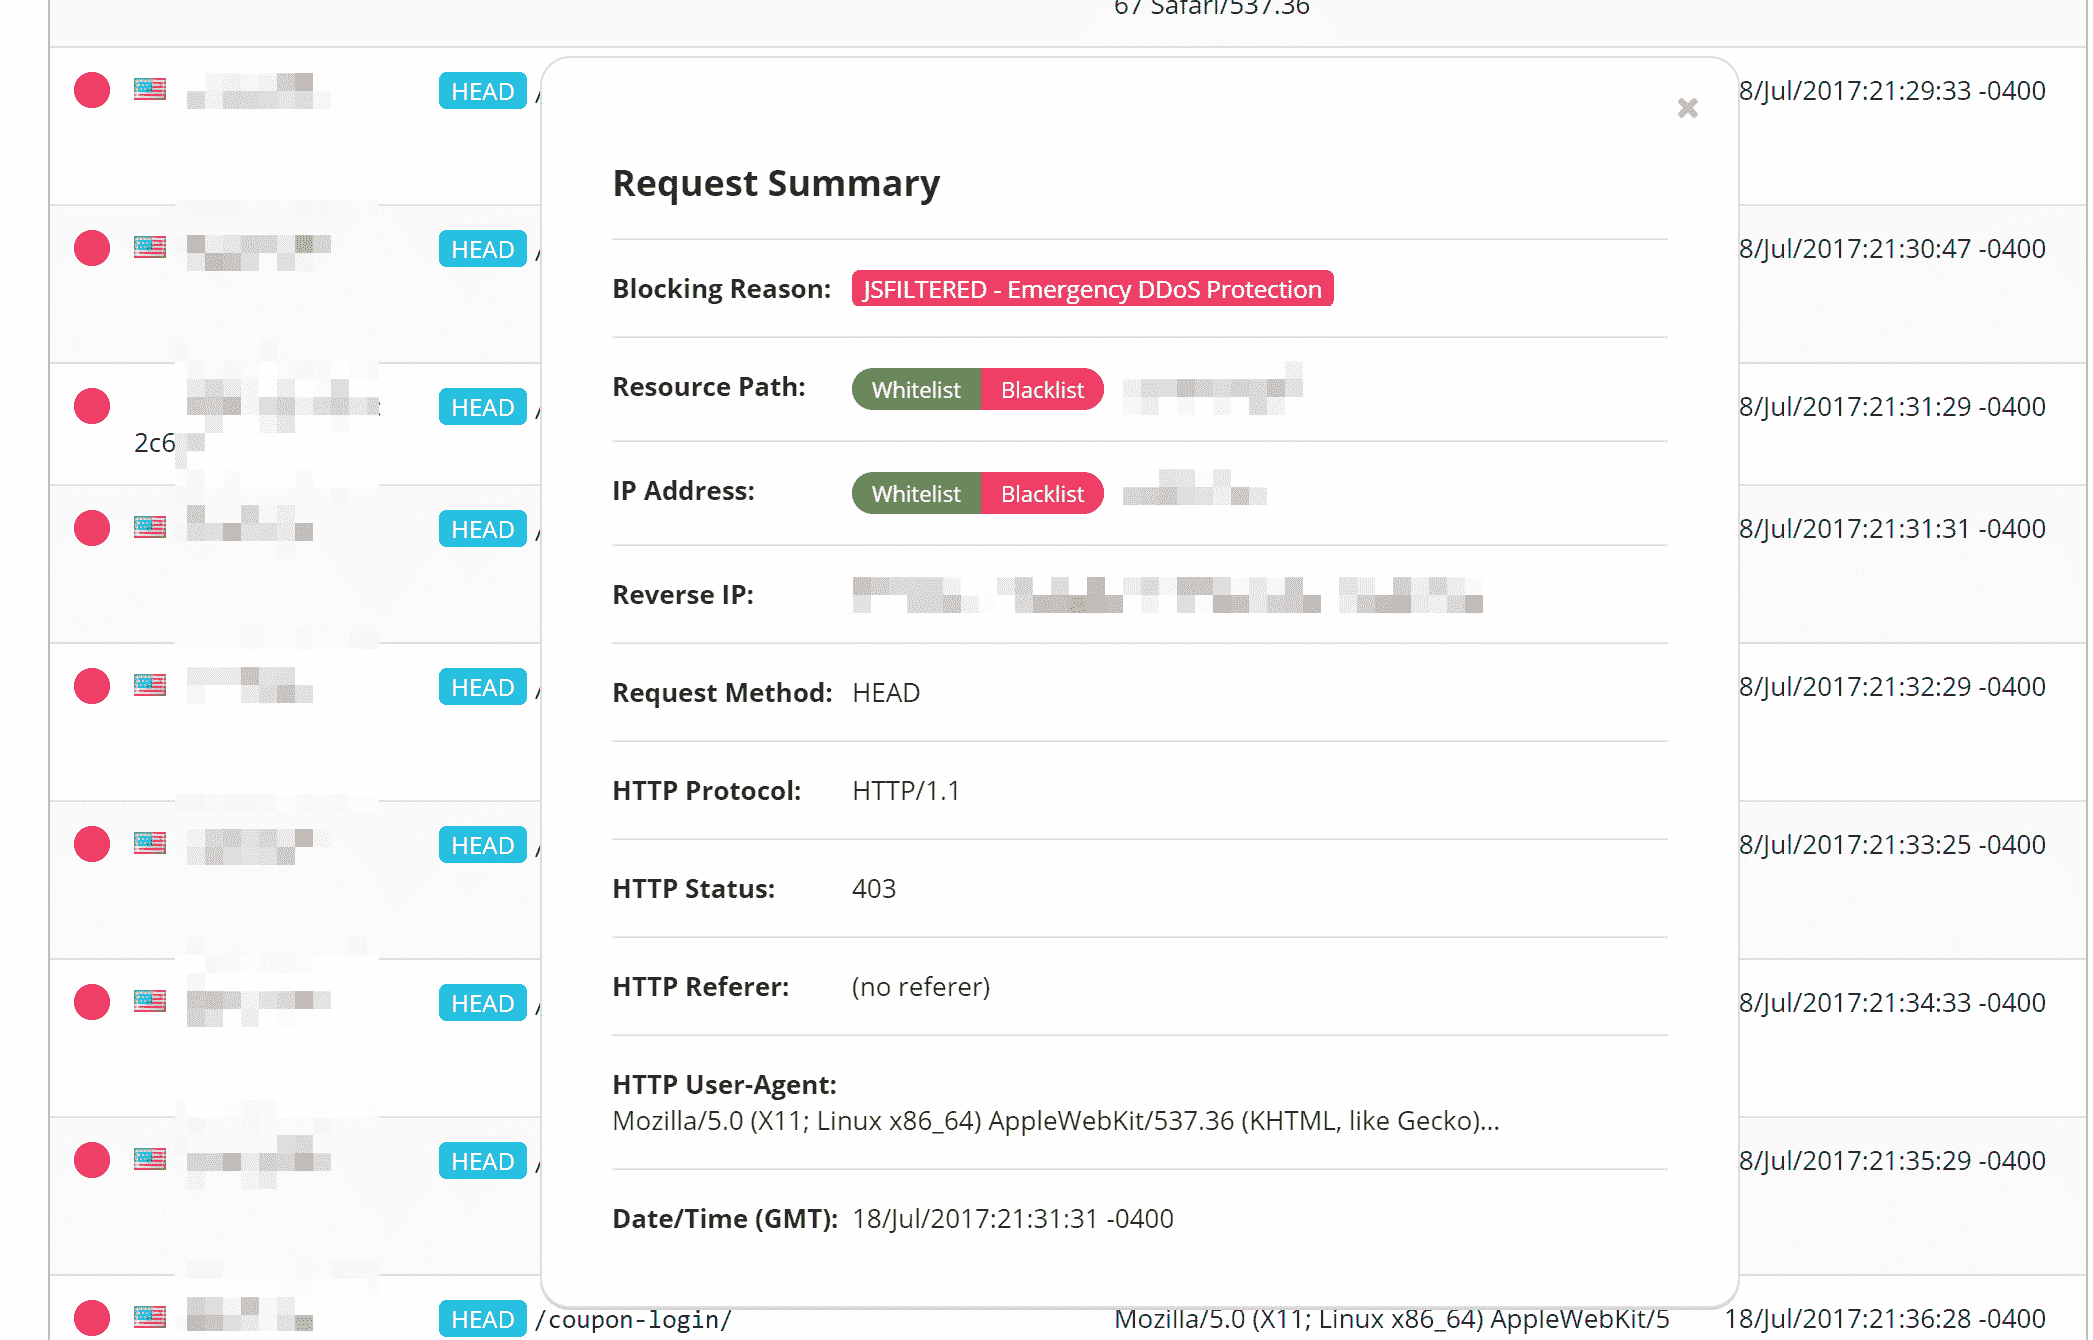 67 Safari/537.36
HEAD /
8/Jul/2017:21:29:33 -0400
Request Summary
HEAD /
8/Jul/2017:21:30:47 -0400
Blocking Reason: JSFILTERED - Emergency DDoS Protection
Resource Path: Whitelist Blacklist
HEAD /
8/Jul/2017:21:31:29 -0400
2c6
IP Address: Whitelist Blacklist
HEAD /
8/Jul/2017:21:31:31 -0400
Reverse IP:
HEAD /
Request Method: HEAD
8/Jul/2017:21:32:29 -0400
HTTP Protocol: HTTP/1.1
HEAD /
8/Jul/2017:21:33:25 -0400
HTTP Status: 403
HTTP Referer: (no referer)
HEAD /
8/Jul/2017:21:34:33 -0400
HTTP User-Agent:
Mozilla/5.0 (X11; Linux x86_64) AppleWebKit/537.36 (KHTML, like Gecko)...
HEAD /
8/Jul/2017:21:35:29 -0400
Date/Time (GMT): 18/Jul/2017:21:31:31 -0400
HEAD /coupon-login/ Mozilla/5.0 (X11; Linux x86_64) AppleWebKit/5 18/Jul/2017:21:36:28 -0400